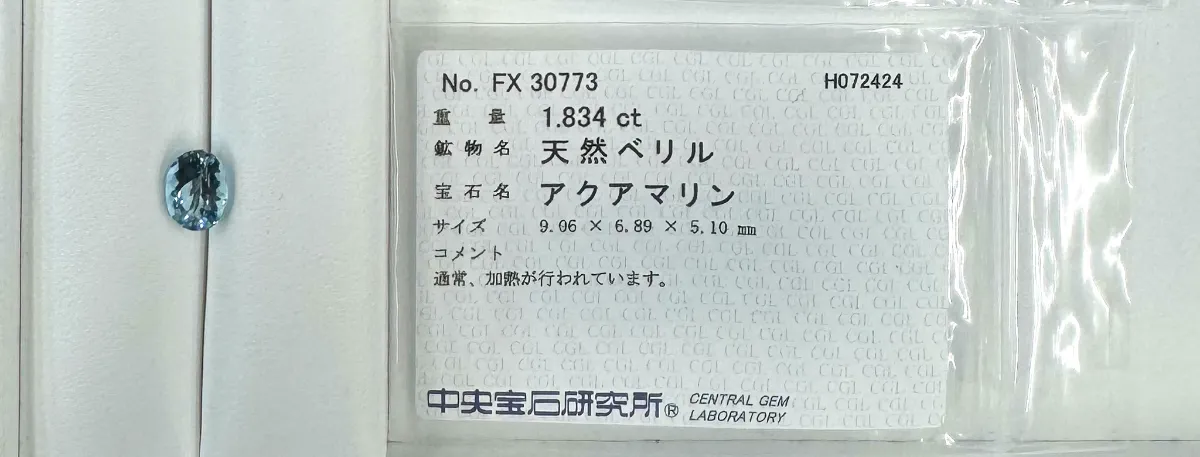 No. FX 30773 H072424
重量 1.834 ct
鉱物名 天然ベリル
宝石名 アクアマリン
サイズ 9.06 × 6.89 × 5.10 mm
コメント
通常、加熱が行われています。
中央宝石研究所® CENTRAL GEM
LABORATORY